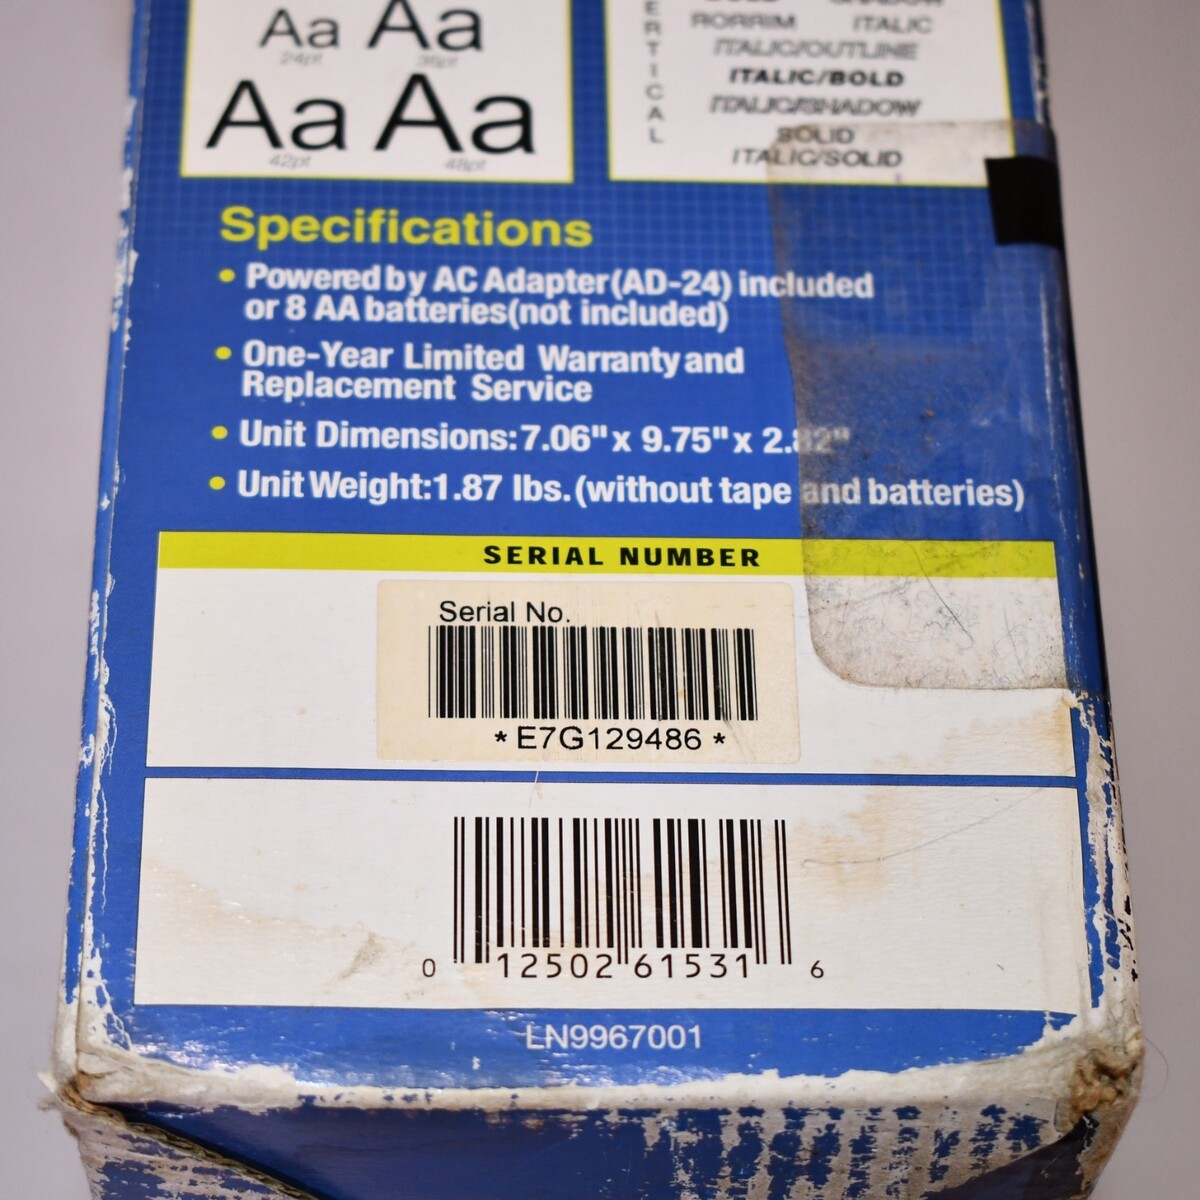 Aa Aa
24pt 36pt
Aa Aa
42pt 48pt
VERTICAL
SHADOW
MIRROR ITALIC
ITALIC/OUTLINE
ITALIC/BOLD
ITALIC/SHADOW
SOLID
ITALIC/SOLID
Specifications
• Powered by AC Adapter(AD-24) included
or 8 AA batteries(not included)
• One-Year Limited Warranty and
Replacement Service
• Unit Dimensions:7.06" x 9.75" x 2.82"
• Unit Weight:1.87 lbs.(without tape and batteries)
SERIAL NUMBER
Serial No.
* E7G129486 *
0 12502 61531 6
LN9967001